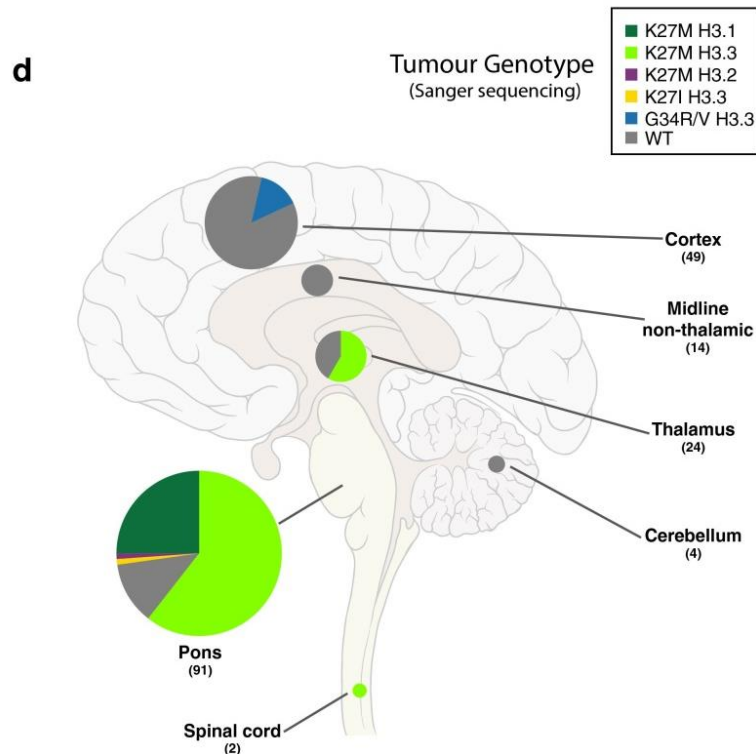 d
Tumour Genotype
(Sanger sequencing)
K27M H3.1
K27M H3.3
K27M H3.2
K27I H3.3
G34R/V H3.3
WT
Cortex
(49)
Midline
non-thalamic
(14)
Thalamus
(24)
Cerebellum
(4)
Pons
(91)
Spinal cord
(2)